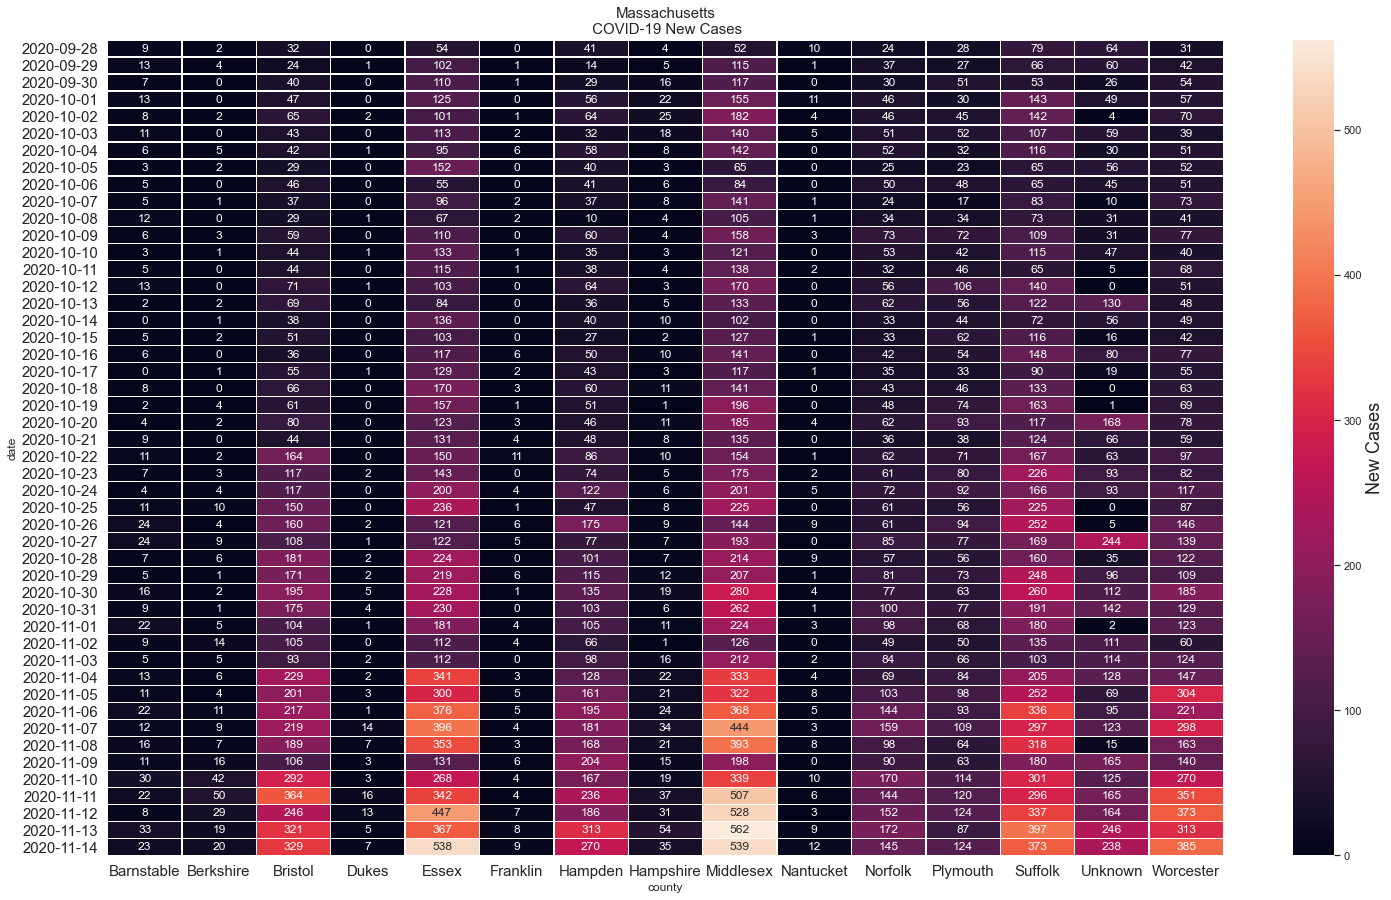 Massachusetts
COVID-19 New Cases
2020-09-28 9 2 32 0 54 0 41 4 52 10 24 28 79 64 31
2020-09-29 13 4 24 1 102 1 14 5 115 1 37 27 66 60 42
2020-09-30 7 0 40 0 110 1 29 16 117 0 30 51 53 26 54
2020-10-01 13 0 47 0 125 0 56 22 155 11 46 30 143 49 57
2020-10-02 8 2 65 2 101 1 64 25 182 4 46 45 142 4 70
2020-10-03 11 0 43 0 113 2 32 18 140 5 51 52 107 59 39
2020-10-04 6 5 42 1 95 6 58 8 142 0 52 32 116 30 51
2020-10-05 3 2 29 0 152 0 40 3 65 0 25 23 65 56 52
2020-10-06 5 0 46 0 55 0 41 6 84 0 50 48 65 45 51
2020-10-07 5 1 37 0 96 2 37 8 141 1 24 17 83 10 73
2020-10-08 12 0 29 1 67 2 10 4 105 1 34 34 73 31 41
2020-10-09 6 3 59 0 110 0 60 4 158 3 73 72 109 31 77
2020-10-10 3 1 44 1 133 1 35 3 121 0 53 42 115 47 40
2020-10-11 5 0 44 0 115 1 38 4 138 2 32 46 65 5 68
2020-10-12 13 0 71 1 103 0 64 3 170 0 56 106 140 0 51
2020-10-13 2 2 69 0 84 0 36 5 133 0 62 56 122 130 48
2020-10-14 0 1 38 0 136 0 40 10 102 0 33 44 72 56 49
2020-10-15 5 2 51 0 103 0 27 2 127 1 33 62 116 16 42
2020-10-16 6 0 36 0 117 6 50 10 141 0 42 54 148 80 77
2020-10-17 0 1 55 1 129 2 43 3 117 1 35 33 90 19 55
2020-10-18 8 0 66 0 170 3 60 11 141 0 43 46 133 0 63
2020-10-19 2 4 61 0 157 1 51 1 196 0 48 74 163 1 69
2020-10-20 4 2 80 0 123 3 46 11 185 4 62 93 117 168 78
2020-10-21 9 0 44 0 131 4 48 8 135 0 36 38 124 66 59
2020-10-22 11 2 164 0 150 11 86 10 154 1 62 71 167 63 97
2020-10-23 7 3 117 2 143 0 74 5 175 2 61 80 226 93 82
2020-10-24 4 4 117 0 200 4 122 6 201 5 72 92 166 93 117
2020-10-25 11 10 150 0 236 1 47 8 225 0 61 56 225 0 87
2020-10-26 24 4 160 2 121 6 175 9 144 9 61 94 252 5 146
2020-10-27 24 9 108 1 122 5 77 7 193 0 85 77 169 244 139
2020-10-28 7 6 181 2 224 0 101 7 214 9 57 56 160 35 122
2020-10-29 5 1 171 2 219 6 115 12 207 1 81 73 248 96 109
2020-10-30 16 2 195 5 228 1 135 19 280 4 77 63 260 112 185
2020-10-31 9 1 175 4 230 0 103 6 262 1 100 77 191 142 129
2020-11-01 22 5 104 1 181 4 105 11 224 3 98 68 180 2 123
2020-11-02 9 14 105 0 112 4 66 1 126 0 49 50 135 111 60
2020-11-03 5 5 93 2 112 0 98 16 212 2 84 66 103 114 124
2020-11-04 13 6 229 2 341 3 128 22 333 4 69 84 205 128 147
2020-11-05 11 4 201 3 300 5 161 21 322 8 103 98 252 69 304
2020-11-06 22 11 217 1 376 5 195 24 368 5 144 93 336 95 221
2020-11-07 12 9 219 14 396 4 181 34 444 3 159 109 297 123 298
2020-11-08 16 7 189 7 353 3 168 21 393 8 98 64 318 15 163
2020-11-09 11 16 106 3 131 6 204 15 198 0 90 63 180 165 140
2020-11-10 30 42 292 3 268 4 167 19 339 10 170 114 301 125 270
2020-11-11 22 50 364 16 342 4 236 37 507 6 144 120 296 165 351
2020-11-12 8 29 246 13 447 7 186 31 528 3 152 124 337 164 373
2020-11-13 33 19 321 5 367 8 313 54 562 9 172 87 397 246 313
2020-11-14 23 20 329 7 538 9 270 35 539 12 145 124 373 238 385
Barnstable Berkshire Bristol Dukes Essex Franklin Hampden Hampshire Middlesex Nantucket Norfolk Plymouth Suffolk Unknown Worcester
county
date
500
400
300
200
100
0
New Cases